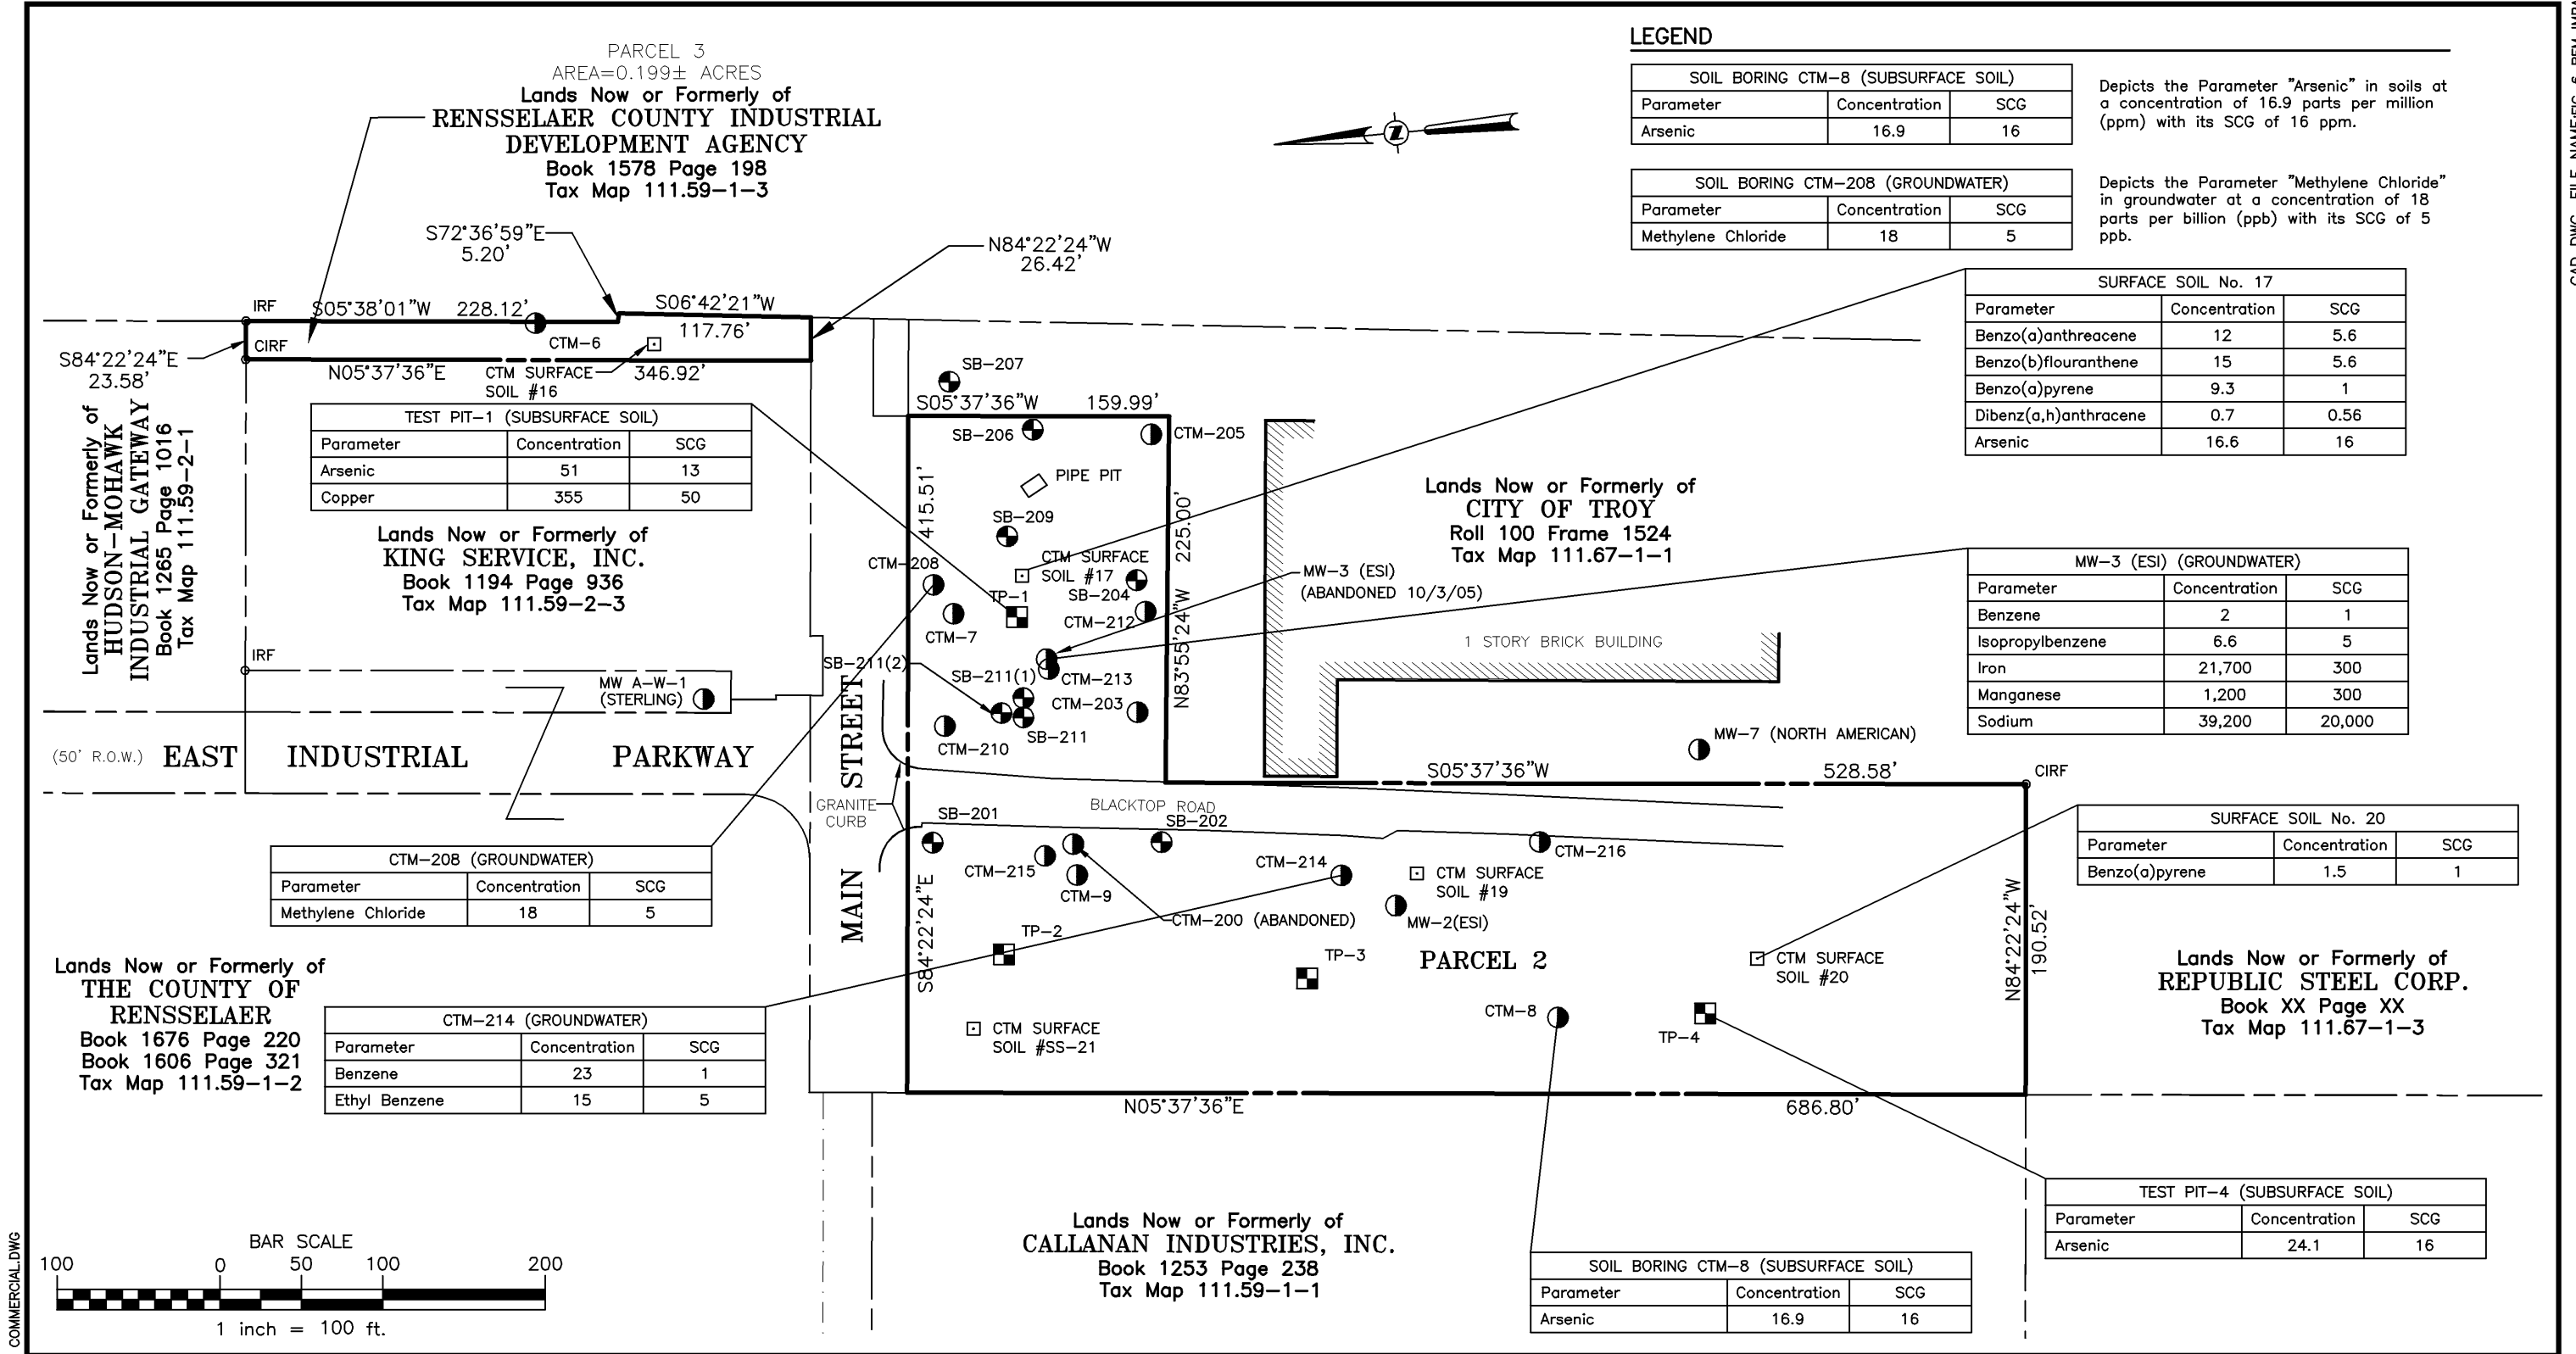 PARCEL 3
AREA=0.199± ACRES
Lands Now or Formerly of
RENSSELAER COUNTY INDUSTRIAL
DEVELOPMENT AGENCY
Book 1578 Page 198
Tax Map 111.59-1-3
LEGEND
SOIL BORING CTM-8 (SUBSURFACE SOIL)
Parameter Concentration SCG
Arsenic 16.9 16
Depicts the Parameter "Arsenic" in soils at
a concentration of 16.9 parts per million
(ppm) with its SCG of 16 ppm.
SOIL BORING CTM-208 (GROUNDWATER)
Parameter Concentration SCG
Methylene Chloride 18 5
Depicts the Parameter "Methylene Chloride"
in groundwater at a concentration of 18
parts per billion (ppb) with its SCG of 5
ppb.
Z
S72°36'59"E
5.20'
N84°22'24"W
26.42'
IRF
S05°38'01"W 228.12'
S06°42'21"W
117.76'
CIRF
CTM-6
S84°22'24"E
23.58'
N05°37'36"E
CTM SURFACE
SOIL #16
346.92'
SURFACE SOIL No. 17
Parameter Concentration SCG
Benzo(a)anthreacene 12 5.6
Benzo(b)flouranthene 15 5.6
Benzo(a)pyrene 9.3 1
Dibenz(a,h)anthracene 0.7 0.56
Arsenic 16.6 16
TEST PIT-1 (SUBSURFACE SOIL)
Parameter Concentration SCG
Arsenic 51 13
Copper 355 50
Lands Now or Formerly of
HUDSON-MOHAWK
INDUSTRIAL GATEWAY
Book 1265 Page 1016
Tax Map 111.59-2-1
Lands Now or Formerly of
KING SERVICE, INC.
Book 1194 Page 936
Tax Map 111.59-2-3
SB-207
S05°37'36"W 159.99'
SB-206
CTM-205
PIPE PIT
415.51'
SB-209
225.00'
N83°55'24"W
CTM-208
CTM SURFACE
SOIL #17
SB-204
TP-1
CTM-7
CTM-212
MW-3 (ESI)
(ABANDONED 10/3/05)
Lands Now or Formerly of
CITY OF TROY
Roll 100 Frame 1524
Tax Map 111.67-1-1
1 STORY BRICK BUILDING
MW-3 (ESI) (GROUNDWATER)
Parameter Concentration SCG
Benzene 2 1
Isopropylbenzene 6.6 5
Iron 21,700 300
Manganese 1,200 300
Sodium 39,200 20,000
IRF
MW A-W-1
(STERLING)
SB-211(2)
SB-211(1)
CTM-213
CTM-203
CTM-210
SB-211
MW-7 (NORTH AMERICAN)
(50' R.O.W.) EAST INDUSTRIAL PARKWAY
MAIN STREET
S05°37'36"W 528.58'
CIRF
GRANITE
CURB
BLACKTOP ROAD
SB-201
SB-202
CTM-215
CTM-9
CTM-214
CTM-216
CTM SURFACE
SOIL #19
CTM-200 (ABANDONED)
MW-2(ESI)
SURFACE SOIL No. 20
Parameter Concentration SCG
Benzo(a)pyrene 1.5 1
CTM-208 (GROUNDWATER)
Parameter Concentration SCG
Methylene Chloride 18 5
S84°22'24"E
TP-2
TP-3
PARCEL 2
CTM SURFACE
SOIL #20
N84°22'24"W
190.52'
Lands Now or Formerly of
THE COUNTY OF
RENSSELAER
Book 1676 Page 220
Book 1606 Page 321
Tax Map 111.59-1-2
CTM-214 (GROUNDWATER)
Parameter Concentration SCG
Benzene 23 1
Ethyl Benzene 15 5
CTM SURFACE
SOIL #SS-21
CTM-8
TP-4
Lands Now or Formerly of
REPUBLIC STEEL CORP.
Book XX Page XX
Tax Map 111.67-1-3
N05°37'36"E
686.80'
Lands Now or Formerly of
CALLANAN INDUSTRIES, INC.
Book 1253 Page 238
Tax Map 111.59-1-1
TEST PIT-4 (SUBSURFACE SOIL)
Parameter Concentration SCG
Arsenic 24.1 16
SOIL BORING CTM-8 (SUBSURFACE SOIL)
Parameter Concentration SCG
Arsenic 16.9 16
BAR SCALE
100 0 50 100 200
1 inch = 100 ft.
COMMERCIAL.DWG